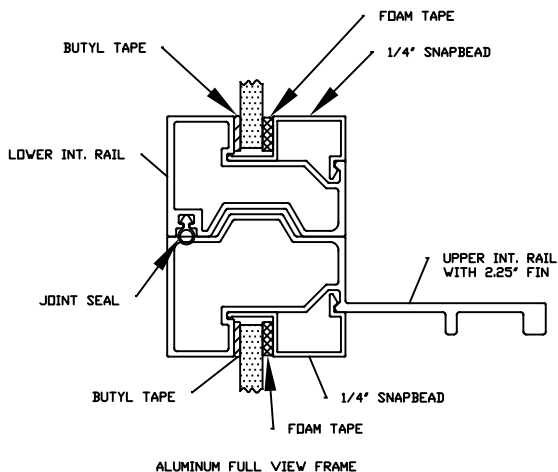 FOAM TAPE
BUTYL TAPE
1/4" SNAPBEAD
LOWER INT. RAIL
UPPER INT. RAIL
WITH 2.25" FIN
JOINT SEAL
BUTYL TAPE
1/4" SNAPBEAD
FOAM TAPE
ALUMINUM FULL VIEW FRAME